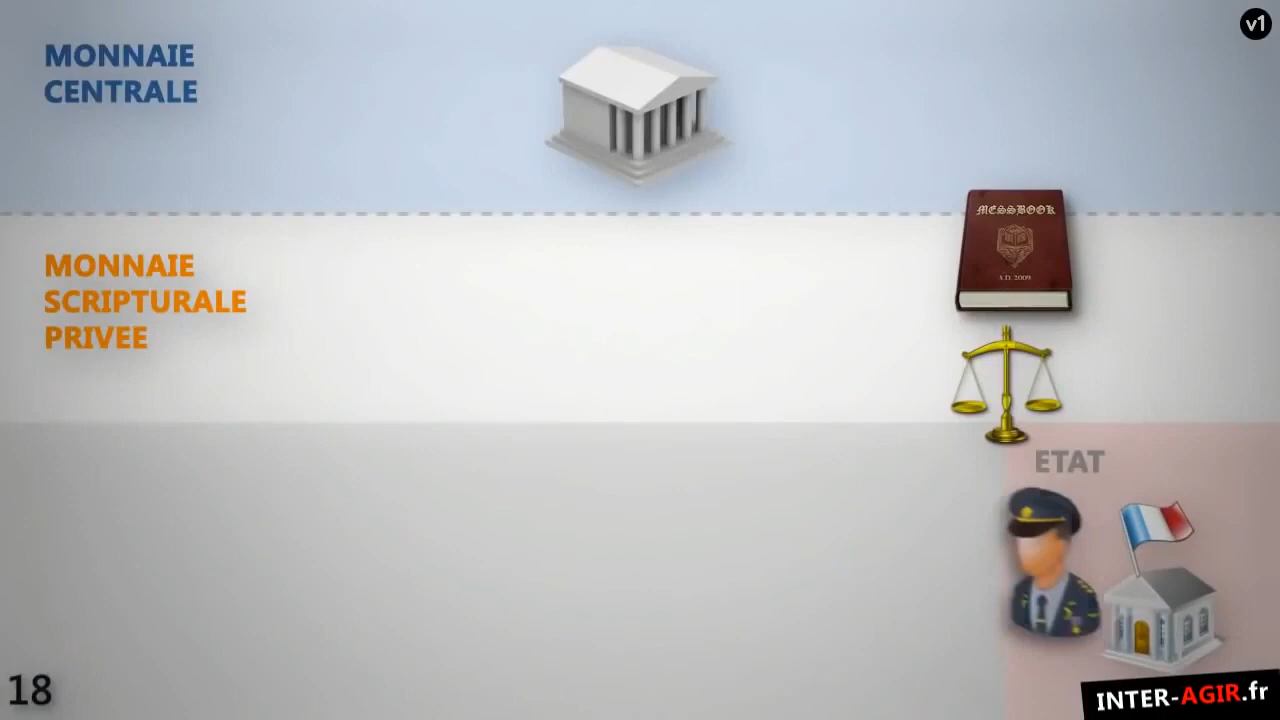 v1
MONNAIE
CENTRALE
MESSBOOK
A.D. 2009
MONNAIE
SCRIPTURALE
PRIVEE
ETAT
18
INTER-AGIR.fr